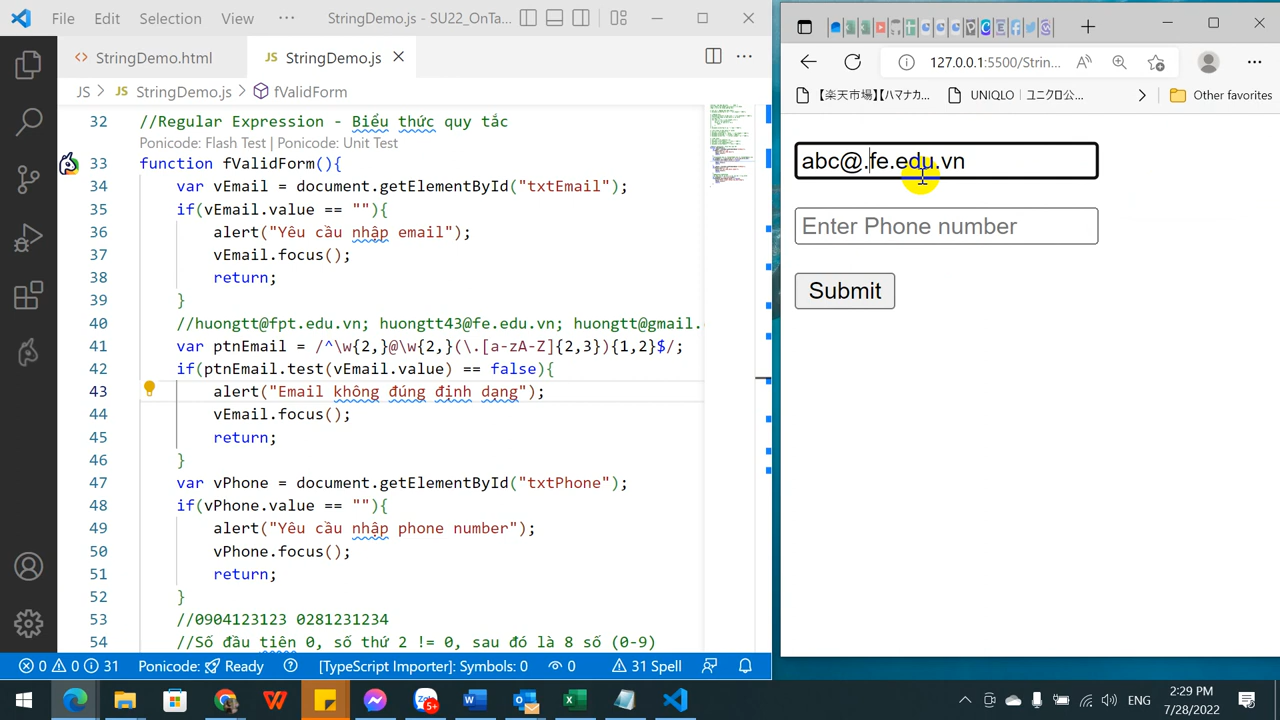 File Edit Selection View ··· StringDemo.js - SU22_OnTa...
StringDemo.html JS StringDemo.js
JS > JS StringDemo.js > fValidForm
32 //Regular Expression Biểu thức qui tắc
Ponicode: Flash Test | Ponicode: Unit Test
33 function fValidForm(){
34 var vEmail = document.getElementById("txtEmail");
35 if(vEmail.value == ""){
36 alert("Yêu cầu nhập email");
37 vEmail.focus();
38 return;
39 }
40 //huongtt@fpt.edu.vn; huongtt43@fe.edu.vn; huongtt@gmail.
41 var ptnEmail = /^\w{2,}@\w{2,}(\.[a-zA-Z]{2,3}){1,2}$/;
42 if(ptnEmail.test(vEmail.value) == false){
43 alert("Email không đúng định dạng");
44 vEmail.focus();
45 return;
46 }
47 var vPhone = document.getElementById("txtPhone");
48 if(vPhone.value == ""){
49 alert("Yêu cầu nhập phone number");
50 vPhone.focus();
51 return;
52 }
53 //0904123123 0281231234
54 //Số đầu tiên 0, số thứ 2 != 0, sau đó là 8 số (0-9)
0 0 31 Ponicode: Ready [TypeScript Importer]: Symbols: 0 0 31 Spell
127.0.0.1:5500/Strin...
【楽天市場】【ハマナカ... UNIQLO | ユニクロ公... Other favorites
abc@.fe.edu.vn
Enter Phone number
Submit
5+
ENG
2:29 PM
7/28/2022